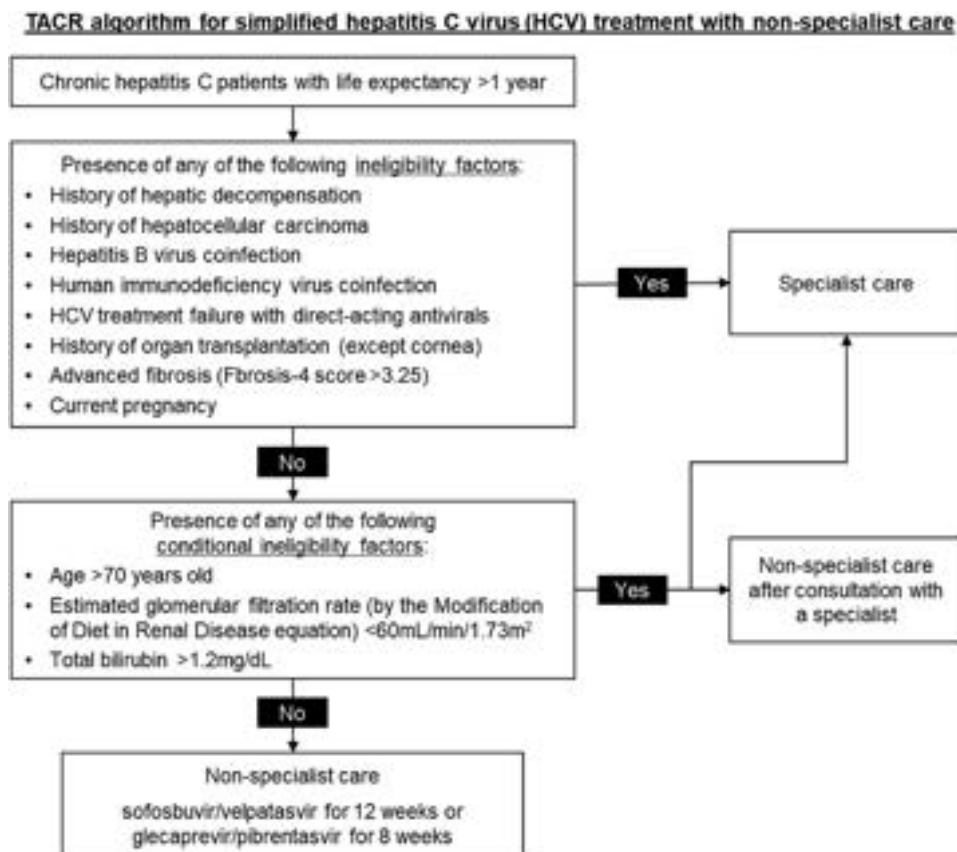 TACR algorithm for simplified hepatitis C virus (HCV) treatment with non-specialist care
Chronic hepatitis C patients with life expectancy >1 year
Presence of any of the following ineligibility factors:
• History of hepatic decompensation
• History of hepatocellular carcinoma
• Hepatitis B virus coinfection
• Human immunodeficiency virus coinfection
• HCV treatment failure with direct-acting antivirals
• History of organ transplantation (except cornea)
• Advanced fibrosis (Fbrosis-4 score >3.25)
• Current pregnancy
Yes
Specialist care
No
Presence of any of the following
conditional ineligibility factors:
• Age >70 years old
• Estimated glomerular filtration rate (by the Modification
of Diet in Renal Disease equation) <60mL/min/1.73m²
• Total bilirubin >1.2mg/dL
Yes
Non-specialist care
after consultation with
a specialist
No
Non-specialist care
sofosbuvir/velpatasvir for 12 weeks or
glecaprevir/pibrentasvir for 8 weeks